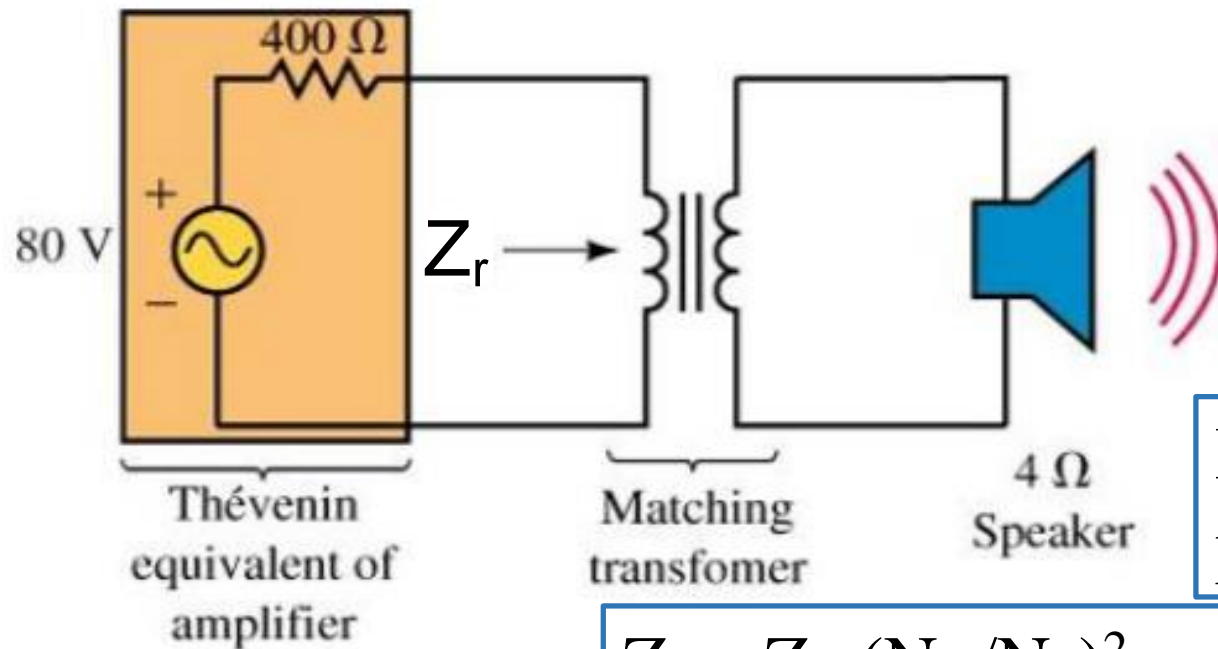 400 Ω
+
80 V
−
Zᵣ
Thévenin
equivalent of
amplifier
Matching
transfomer
4 Ω
Speaker